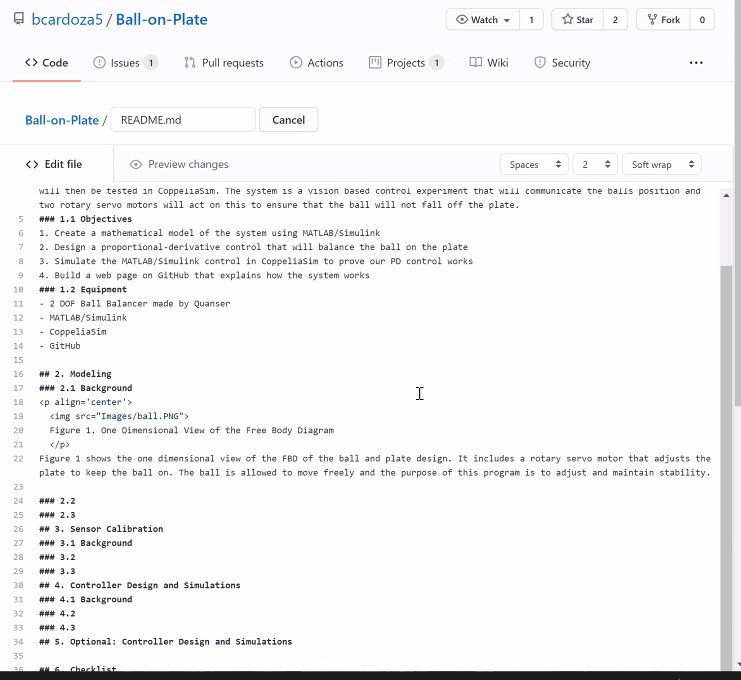 bcardoza5 / Ball-on-Plate
Watch 1 Star 2 Fork 0
Code Issues 1 Pull requests Actions Projects 1 Wiki Security ...
Ball-on-Plate / README.md Cancel
Edit file Preview changes Spaces 2 Soft wrap
will then be tested in CoppeliaSim. The system is a vision based control experiment that will communicate the balls position and
two rotary servo motors will act on this to ensure that the ball will not fall off the plate.
5 ### 1.1 Objectives
6 1. Create a mathematical model of the system using MATLAB/Simulink
7 2. Design a proportional-derivative control that will balance the ball on the plate
8 3. Simulate the MATLAB/Simulink control in CoppeliaSim to prove our PD control works
9 4. Build a web page on GitHub that explains how the system works
10 ### 1.2 Equipment
11 - 2 DOF Ball Balancer made by Quanser
12 - MATLAB/Simulink
13 - CoppeliaSim
14 - GitHub
15
16 ## 2. Modeling
17 ### 2.1 Background
18 <p align='center'>
19 <img src="Images/ball.PNG">
20 Figure 1. One Dimensional View of the Free Body Diagram
21 </p>
22 Figure 1 shows the one dimensional view of the FBD of the ball and plate design. It includes a rotary servo motor that adjusts the
plate to keep the ball on. The ball is allowed to move freely and the purpose of this program is to adjust and maintain stability.
23
24 ### 2.2
25 ### 2.3
26 ## 3. Sensor Calibration
27 ### 3.1 Background
28 ### 3.2
29 ### 3.3
30 ## 4. Controller Design and Simulations
31 ### 4.1 Background
32 ### 4.2
33 ### 4.3
34 ## 5. Optional: Controller Design and Simulations
35
36 ## 6. Checklist